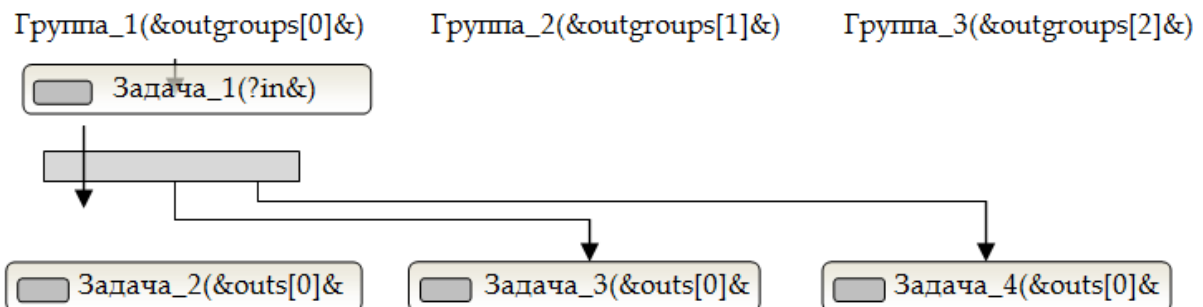 Группа_1(&outgroups[0]&) Группа_2(&outgroups[1]&) Группа_3(&outgroups[2]&)
Задача_1(?in&)
Задача_2(&outs[0]& Задача_3(&outs[0]& Задача_4(&outs[0]&